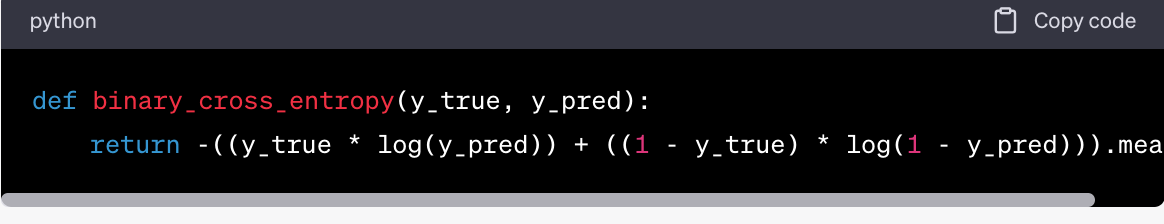 python Copy code
def binary_cross_entropy(y_true, y_pred):
    return -((y_true * log(y_pred)) + ((1 - y_true) * log(1 - y_pred))).mea